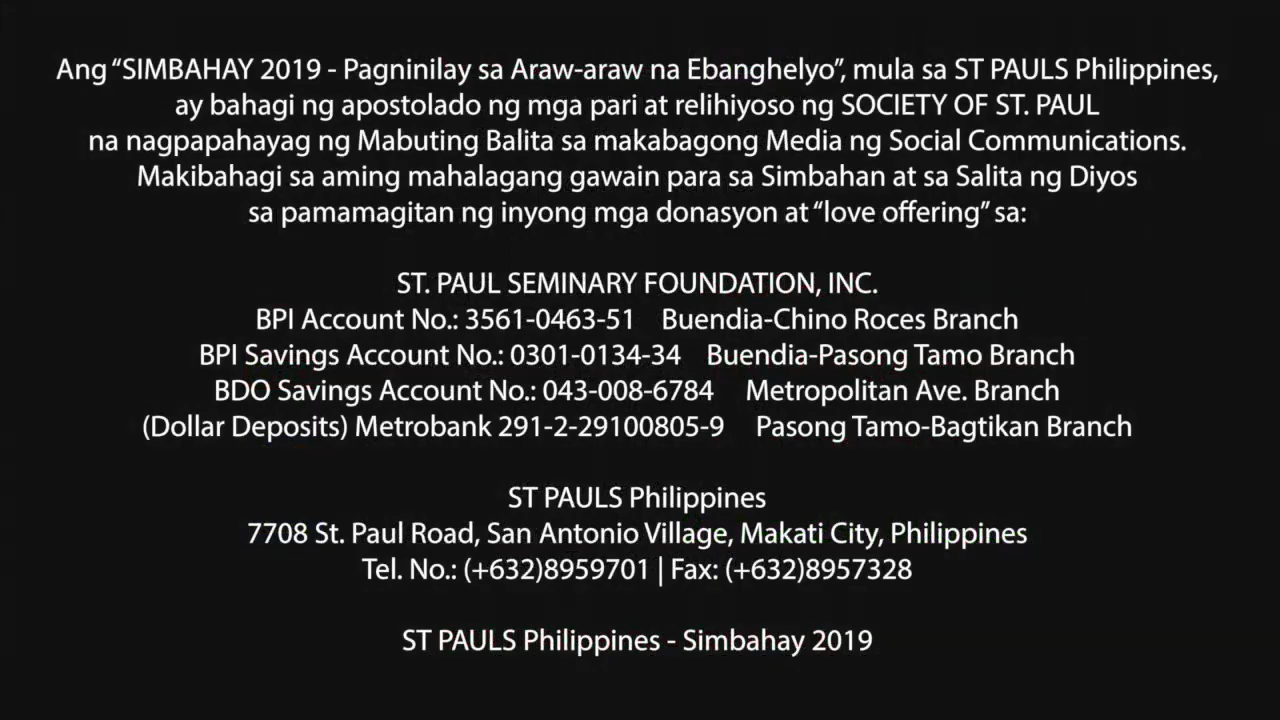 Ang “SIMBAHAY 2019 - Pagninilay sa Araw-araw na Ebanghelyo”, mula sa ST PAULS Philippines,
ay bahagi ng apostolado ng mga pari at relihiyoso ng SOCIETY OF ST. PAUL
na nagpapahayag ng Mabuting Balita sa makabagong Media ng Social Communications.
Makibahagi sa aming mahalagang gawain para sa Simbahan at sa Salita ng Diyos
sa pamamagitan ng inyong mga donasyon at “love offering” sa:
ST. PAUL SEMINARY FOUNDATION, INC.
BPI Account No.: 3561-0463-51 Buendia-Chino Roces Branch
BPI Savings Account No.: 0301-0134-34 Buendia-Pasong Tamo Branch
BDO Savings Account No.: 043-008-6784 Metropolitan Ave. Branch
(Dollar Deposits) Metrobank 291-2-29100805-9 Pasong Tamo-Bagtikan Branch
ST PAULS Philippines
7708 St. Paul Road, San Antonio Village, Makati City, Philippines
Tel. No.: (+632)8959701 | Fax: (+632)8957328
ST PAULS Philippines - Simbahay 2019